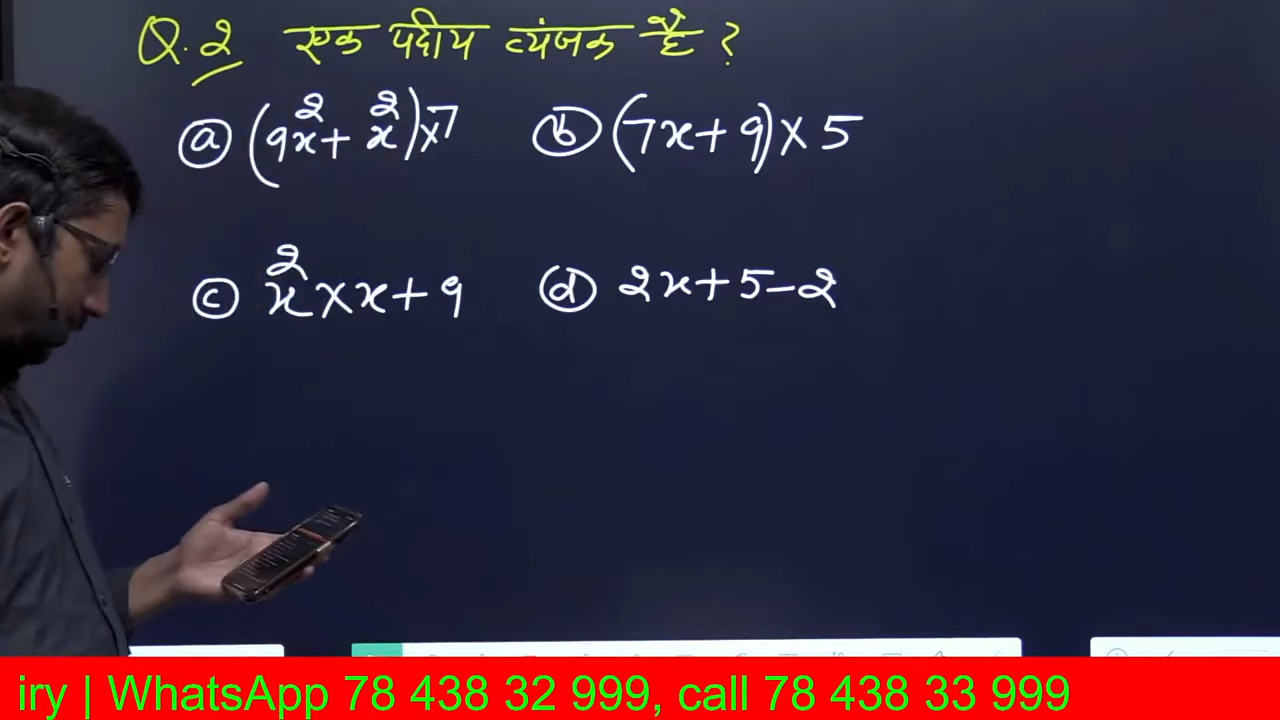 Q.2 एक पदीय व्यंजक है ?
ⓐ (9x²+ x²)×7 ⓑ (7x+9)×5
ⓒ x²×x+9 ⓓ 2x+5-2
iry | WhatsApp 78 438 32 999, call 78 438 33 999